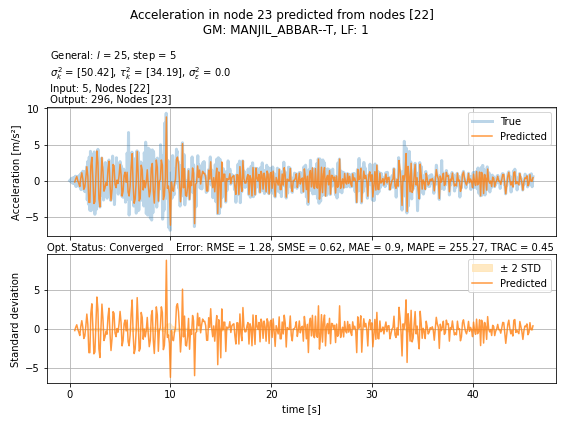 Acceleration in node 23 predicted from nodes [22]
GM: MANJIL_ABBAR--T, LF: 1
General: l = 25, step = 5
σ²ₖ = [50.42], τ²ₖ = [34.19], σ²ₑ = 0.0
Input: 5, Nodes [22]
Output: 296, Nodes [23]
10
5
0
−5
Acceleration [m/s²]
True
Predicted
Opt. Status: Converged Error: RMSE = 1.28, SMSE = 0.62, MAE = 0.9, MAPE = 255.27, TRAC = 0.45
5
0
−5
Standard deviation
± 2 STD
Predicted
0 10 20 30 40
time [s]